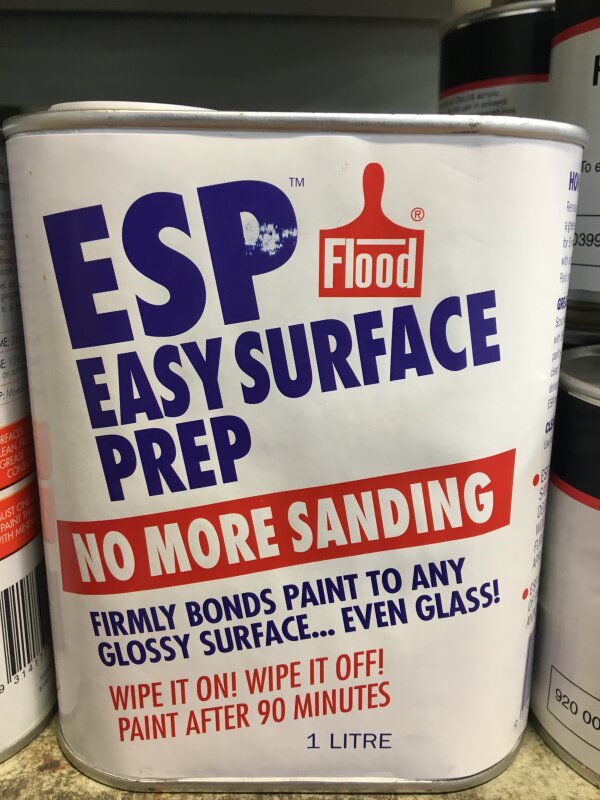 ESP™
Flood®
EASY SURFACE
PREP
NO MORE SANDING
FIRMLY BONDS PAINT TO ANY
GLOSSY SURFACE... EVEN GLASS!
WIPE IT ON! WIPE IT OFF!
PAINT AFTER 90 MINUTES
1 LITRE
0399
920 00